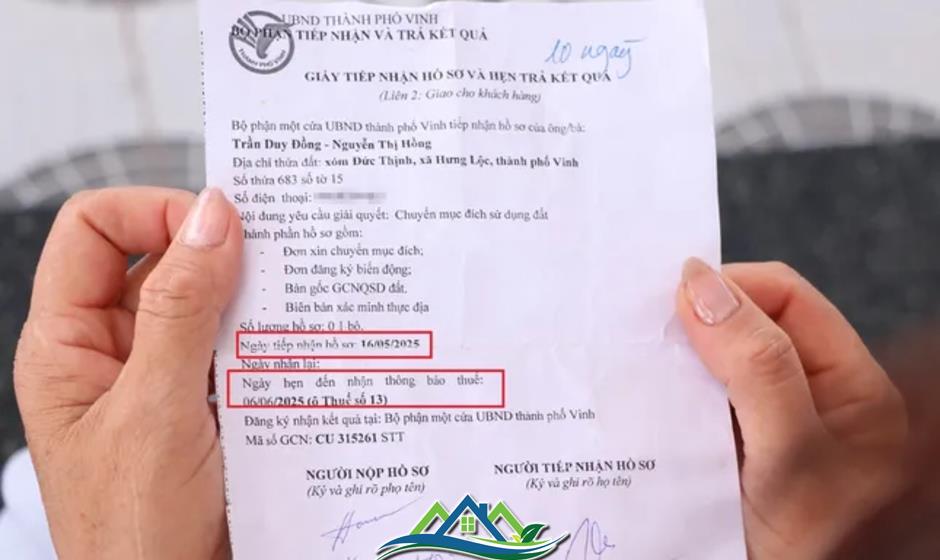 UBND THÀNH PHỐ VINH
BỘ PHẬN TIẾP NHẬN VÀ TRẢ KẾT QUẢ
10 ngày
GIẤY TIẾP NHẬN HỒ SƠ VÀ HẸN TRẢ KẾT QUẢ
(Liên 2: Giao cho khách hàng)
Bộ phận một cửa UBND thành phố Vinh tiếp nhận hồ sơ của ông/bà:
Trần Duy Đồng - Nguyễn Thị Hồng
Địa chỉ thửa đất: xóm Đức Thịnh, xã Hưng Lộc, thành phố Vinh
Số thửa 683 số tờ 15
Số điện thoại:
Nội dung yêu cầu giải quyết: Chuyển mục đích sử dụng đất
Thành phần hồ sơ gồm:
- Đơn xin chuyển mục đích;
- Đơn đăng ký biến động;
- Bản gốc GCNQSD đất.
- Biên bản xác minh thực địa
Số lượng hồ sơ: 01 bộ.
Ngày tiếp nhận hồ sơ: 16/05/2025
Ngày nhận lại:
Ngày hẹn đến nhận thông báo thuế:
06/06/2025 (ô Thuế số 13)
Đăng ký nhận kết quả tại: Bộ phận một cửa UBND thành phố Vinh
Mã số GCN: CU 315261 STT
NGƯỜI NỘP HỒ SƠ
(Ký và ghi rõ phọ tên)
NGƯỜI TIẾP NHẬN HỒ SƠ
(Ký và ghi rõ họ tên)